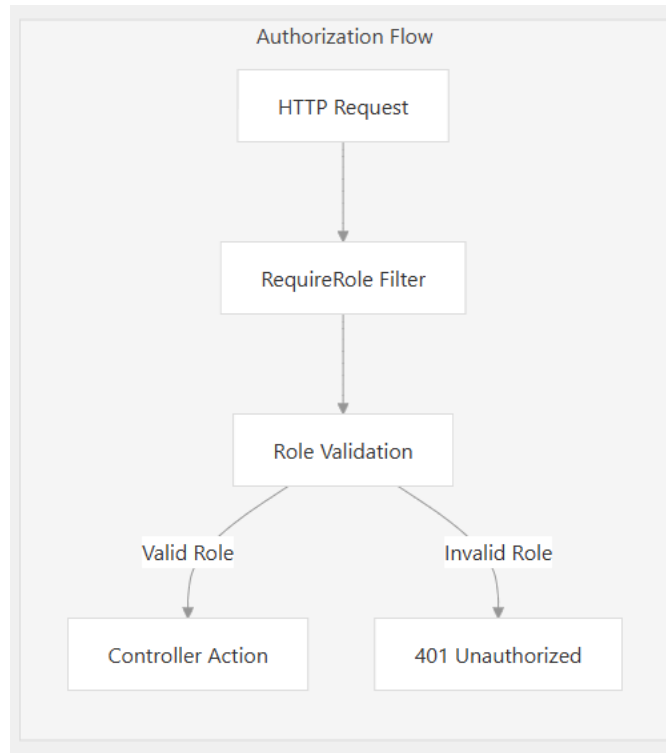 Authorization Flow
HTTP Request
RequireRole Filter
Role Validation
Valid Role
Invalid Role
Controller Action
401 Unauthorized